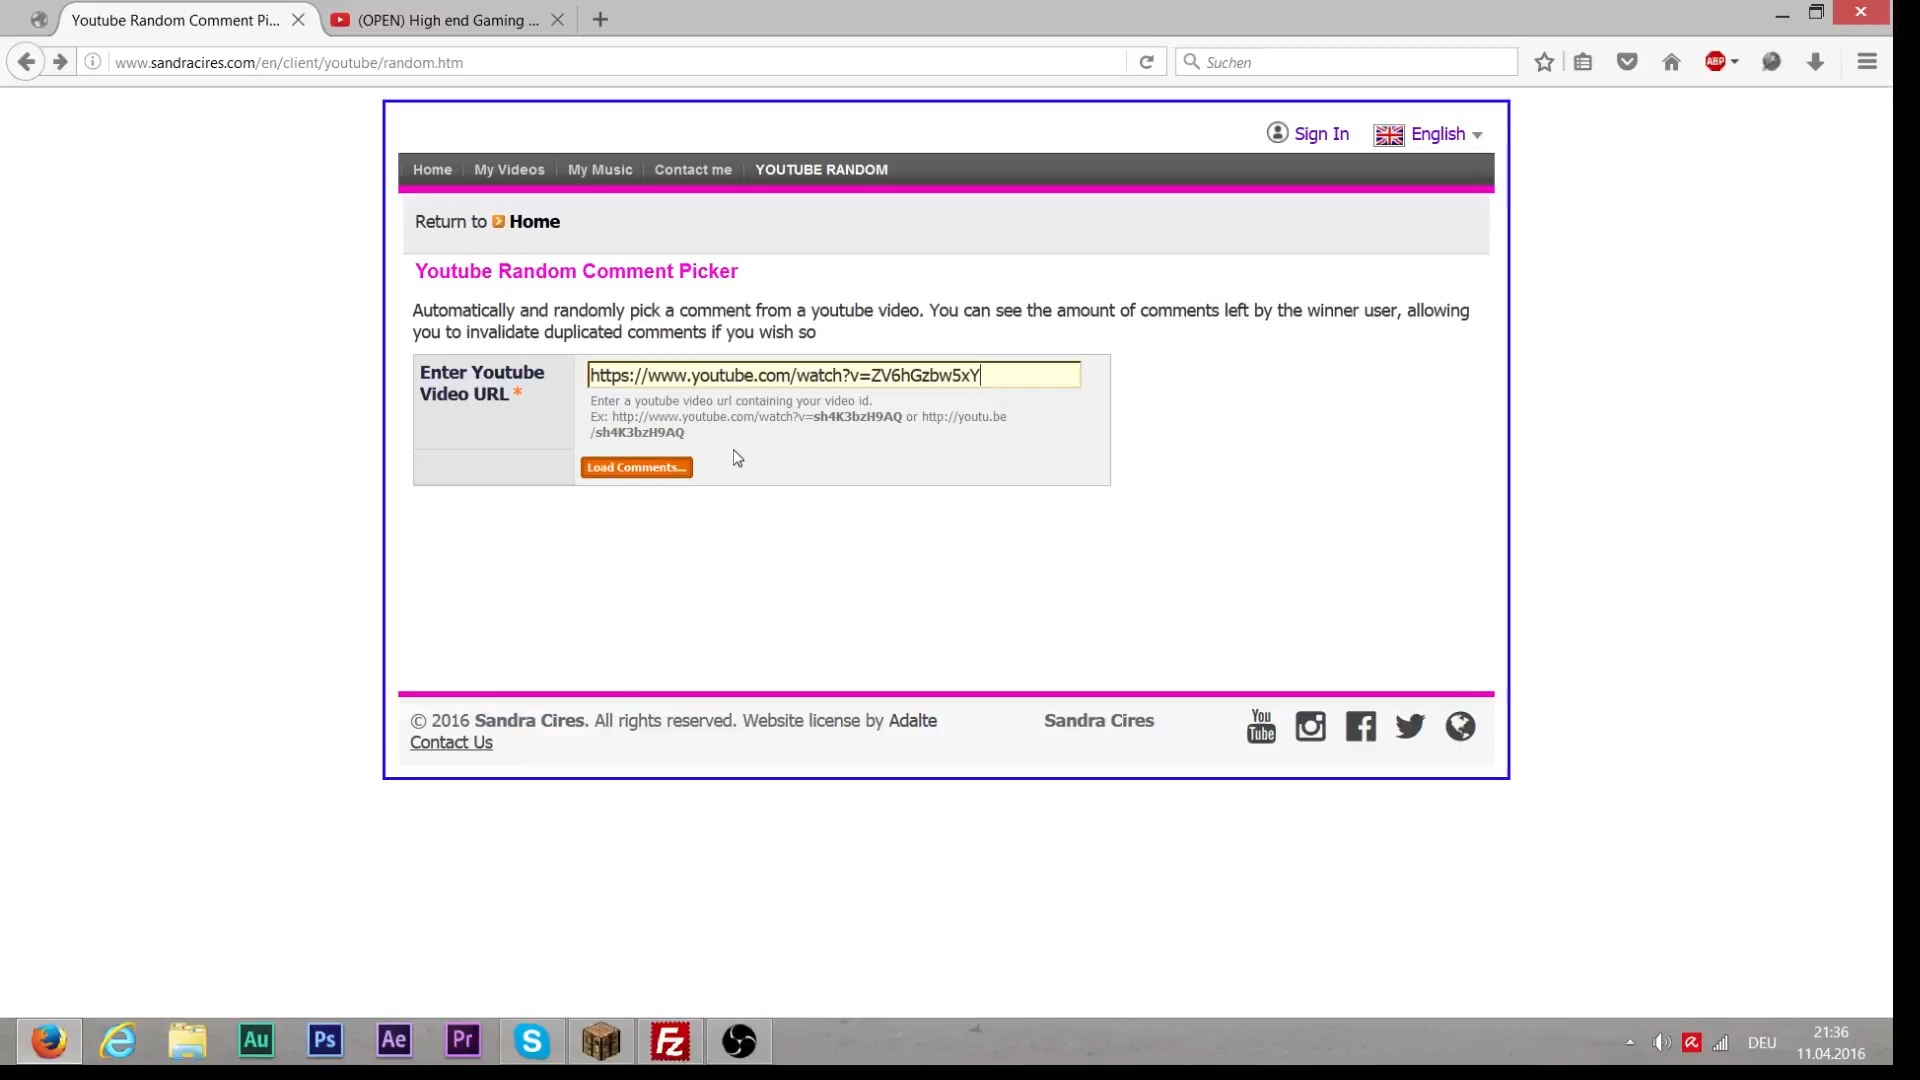 Youtube Random Comment Pi...
(OPEN) High end Gaming ...
www.sandracires.com/en/client/youtube/random.htm
Suchen
ABP
Sign In
English
Home
My Videos
My Music
Contact me
YOUTUBE RANDOM
Return to Home
Youtube Random Comment Picker
Automatically and randomly pick a comment from a youtube video. You can see the amount of comments left by the winner user, allowing
you to invalidate duplicated comments if you wish so
Enter Youtube
Video URL *
https://www.youtube.com/watch?v=ZV6hGzbw5xY
Enter a youtube video url containing your video id.
Ex: http://www.youtube.com/watch?v=sh4K3bzH9AQ or http://youtu.be
/sh4K3bzH9AQ
Load Comments...
© 2016 Sandra Cires. All rights reserved. Website license by Adalte
Contact Us
Sandra Cires
You
Tube
Au
Ps
Ae
Pr
S
Fz
DEU
21:36
11.04.2016